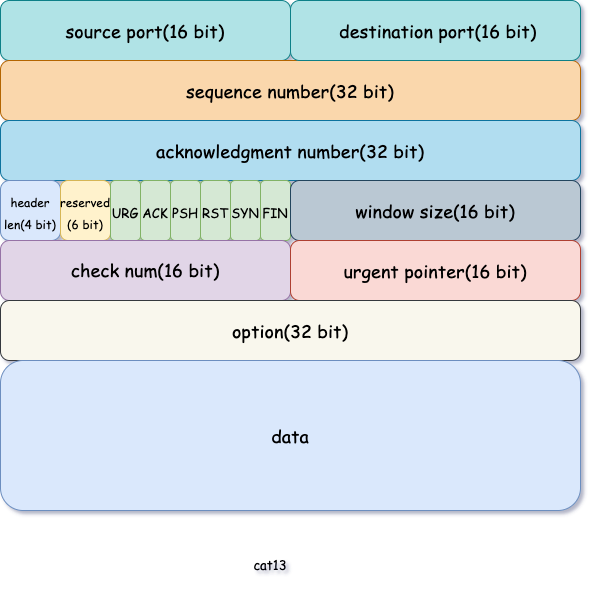 source port(16 bit) destination port(16 bit)
sequence number(32 bit)
acknowledgment number(32 bit)
header
len(4 bit)
reserved
(6 bit)
URG ACK PSH RST SYN FIN
window size(16 bit)
check num(16 bit) urgent pointer(16 bit)
option(32 bit)
data
cat13